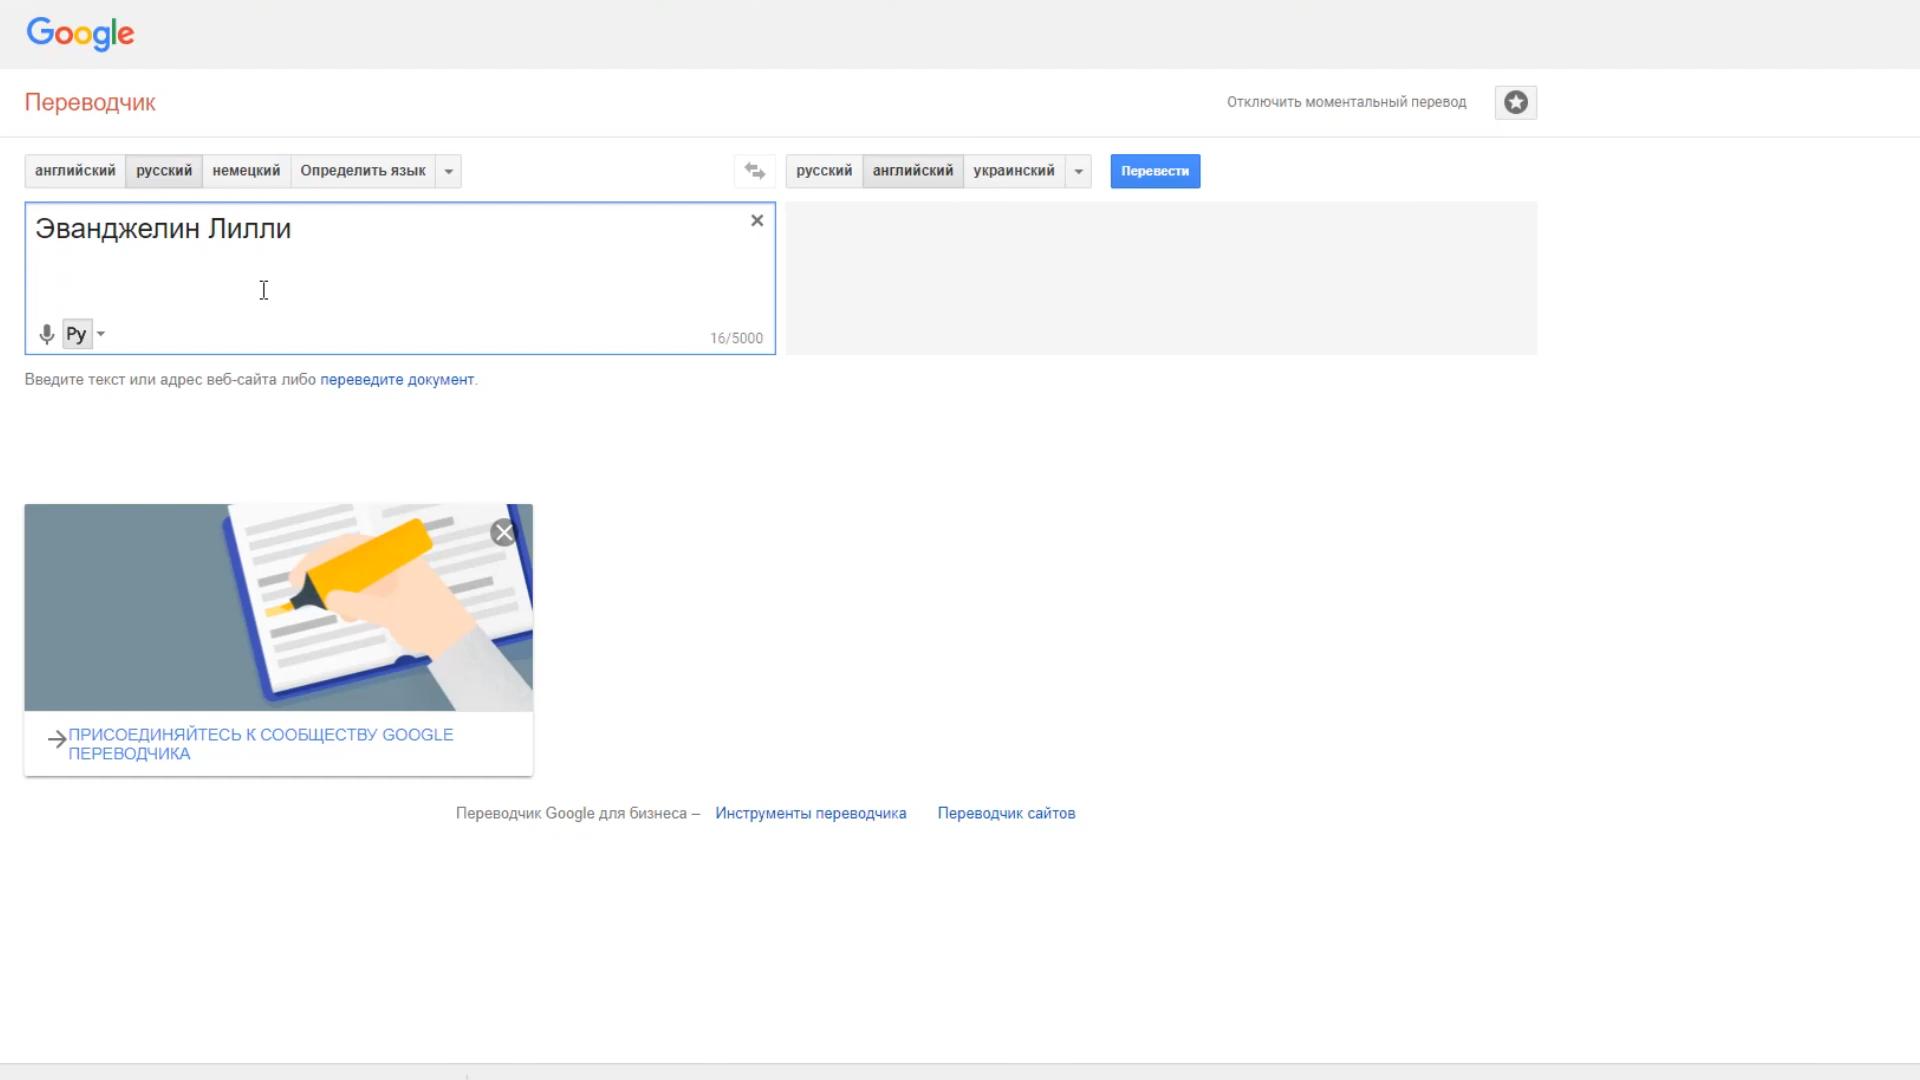 Google
Переводчик
Отключить моментальный перевод
английский русский немецкий Определить язык
русский английский украинский
Перевести
Эванджелин Лилли
Ру
16/5000
Введите текст или адрес веб-сайта либо переведите документ.
ПРИСОЕДИНЯЙТЕСЬ К СООБЩЕСТВУ GOOGLE
ПЕРЕВОДЧИКА
Переводчик Google для бизнеса – Инструменты переводчика Переводчик сайтов